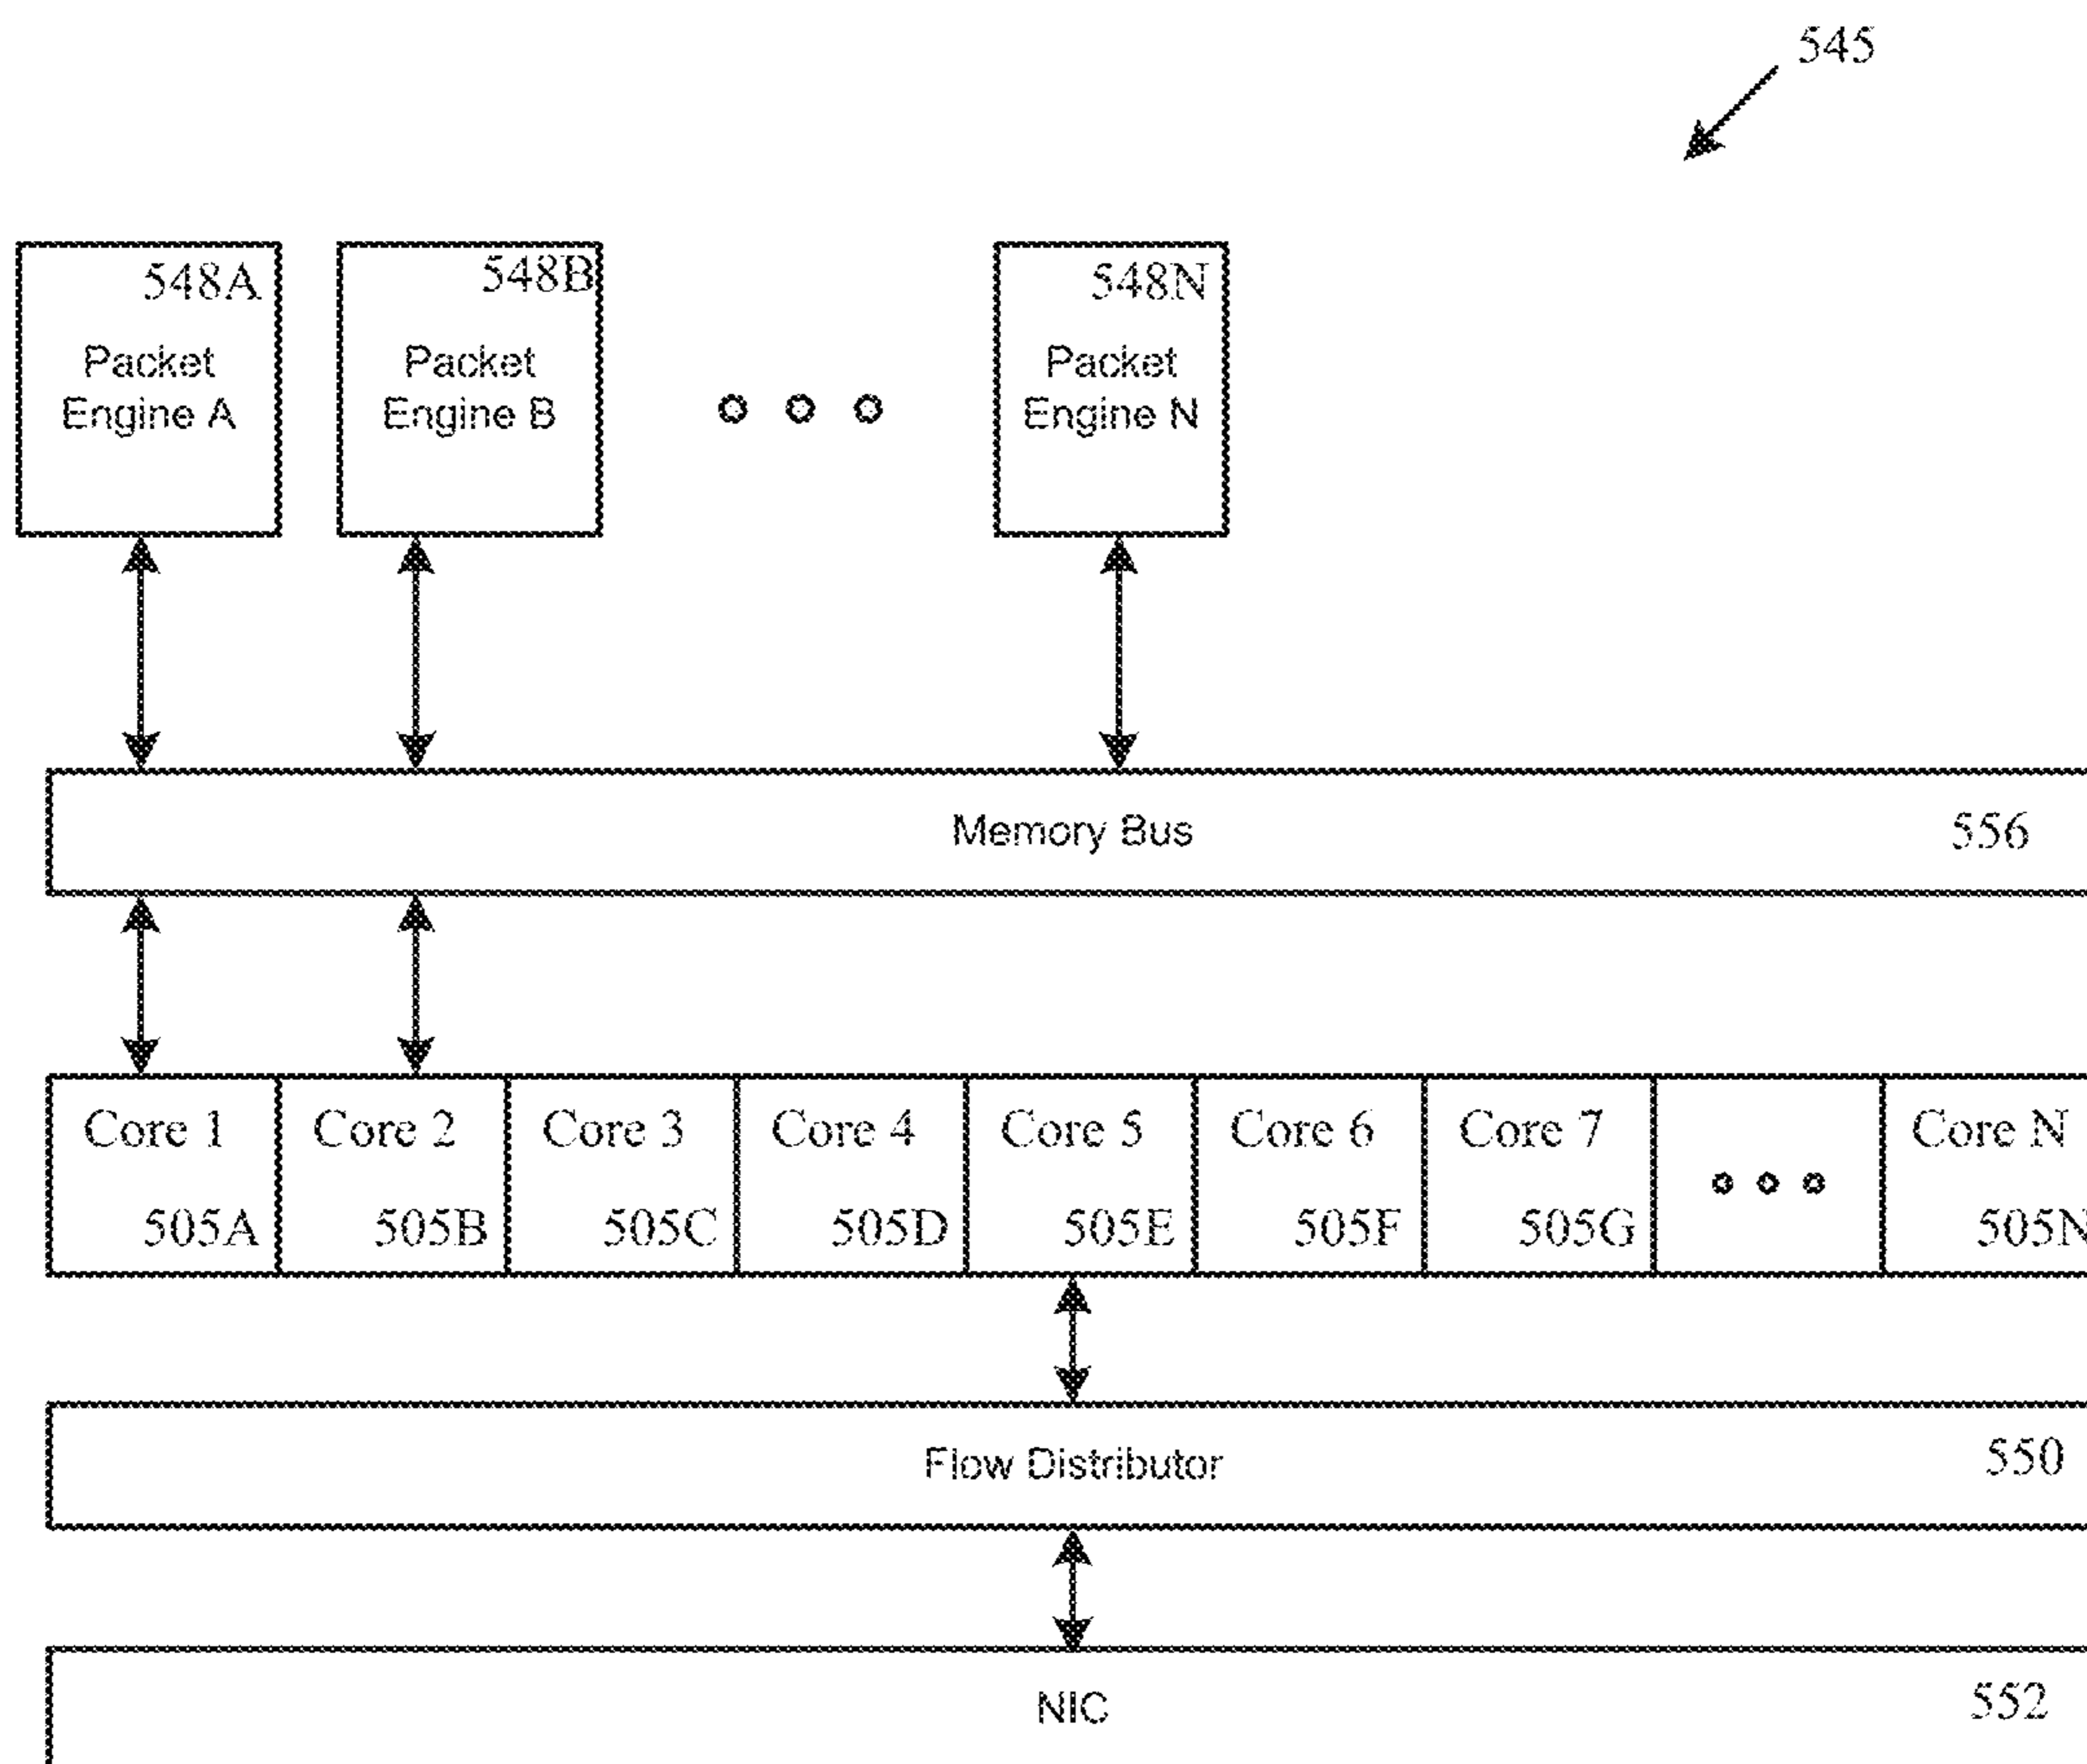 545
548A
Packet
Engine A
548B
Packet
Engine B
548N
Packet
Engine N
Memory Bus 556
Core 1 Core 2 Core 3 Core 4 Core 5 Core 6 Core 7 Core N
505A 505B 505C 505D 505E 505F 505G 505N
Flow Distributor 550
NIC 552